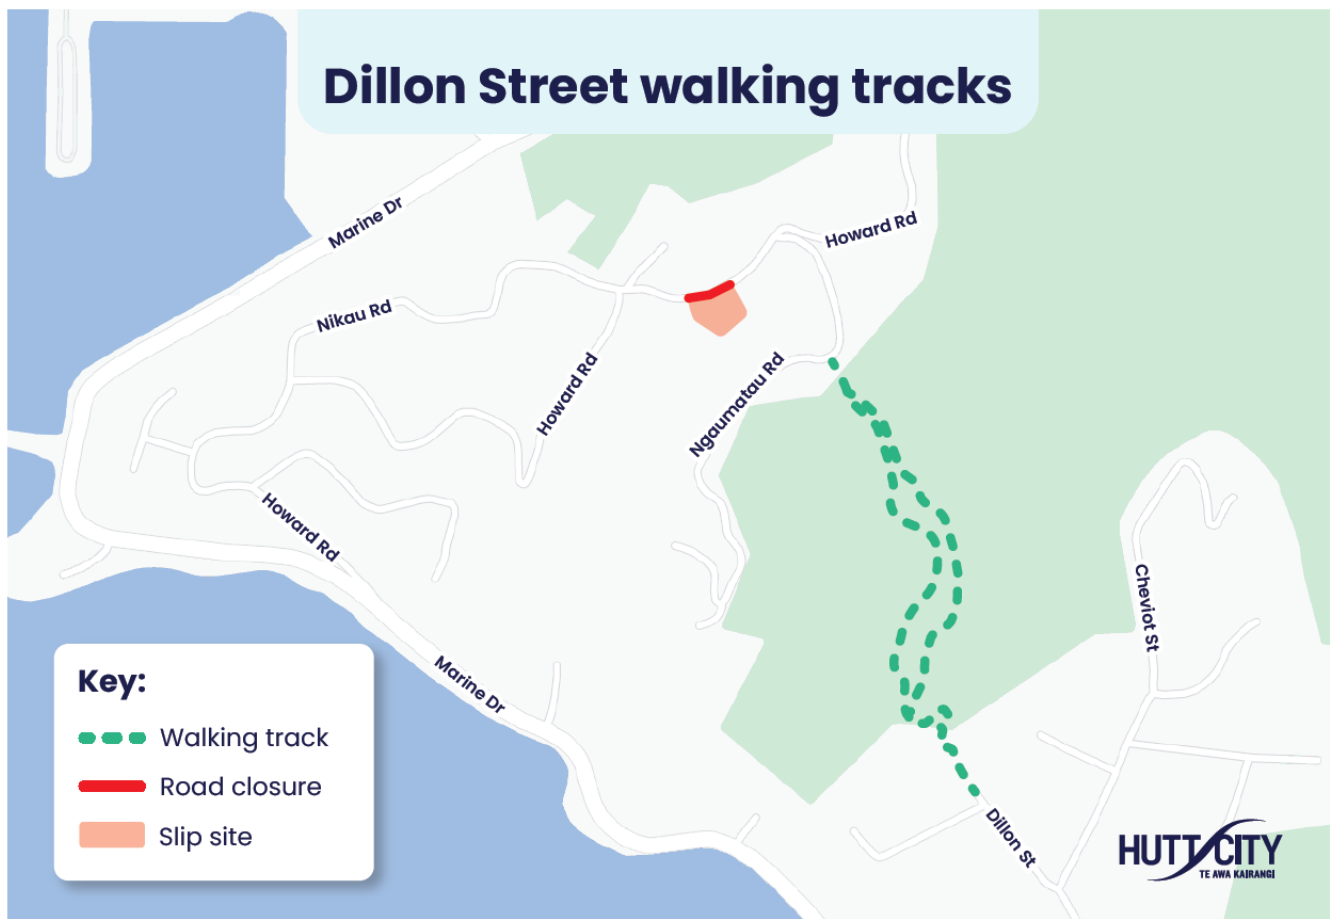 Dillon Street walking tracks
Marine Dr
Howard Rd
Nikau Rd
Howard Rd
Ngaumatau Rd
Howard Rd
Cheviot St
Marine Dr
Key:
Walking track
Road closure
Slip site
Dillon St
HUTT CITY
TE AWA KAIRANGI